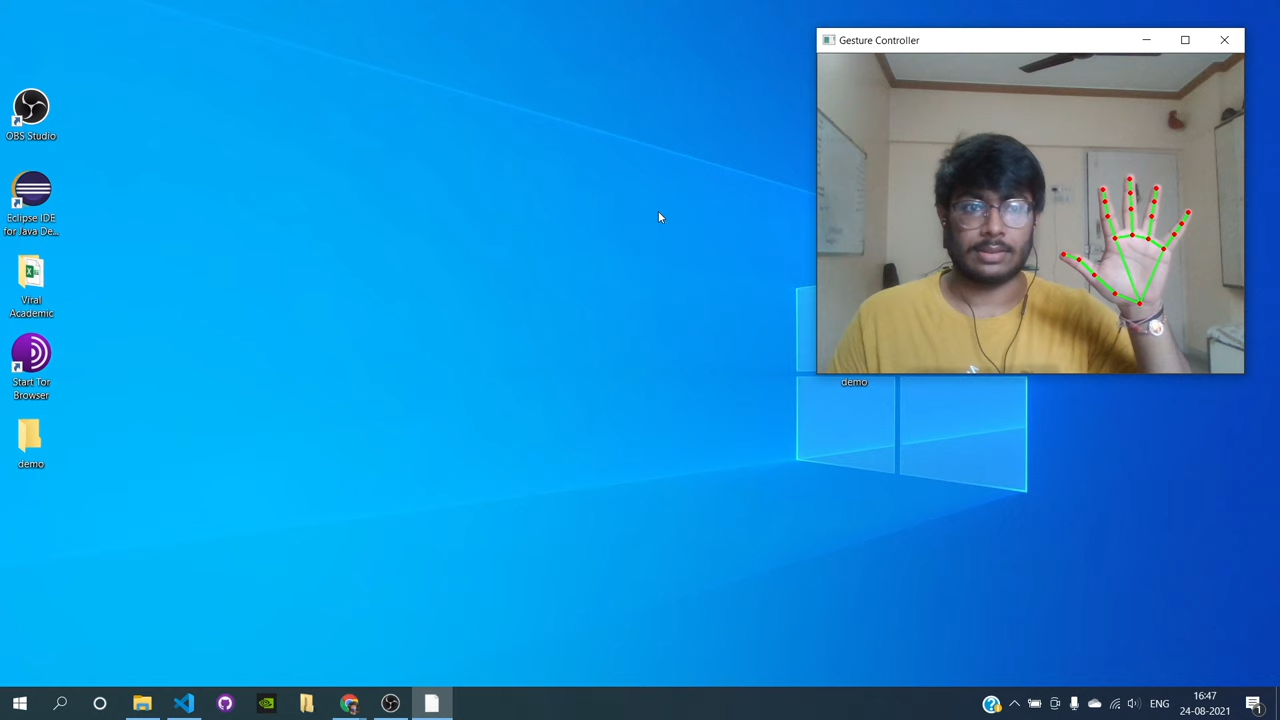 Gesture Controller
OBS Studio
Eclipse IDE
for Java De...
Viral
Academic
Start Tor
Browser
demo
demo
ENG
16:47
24-08-2021
1